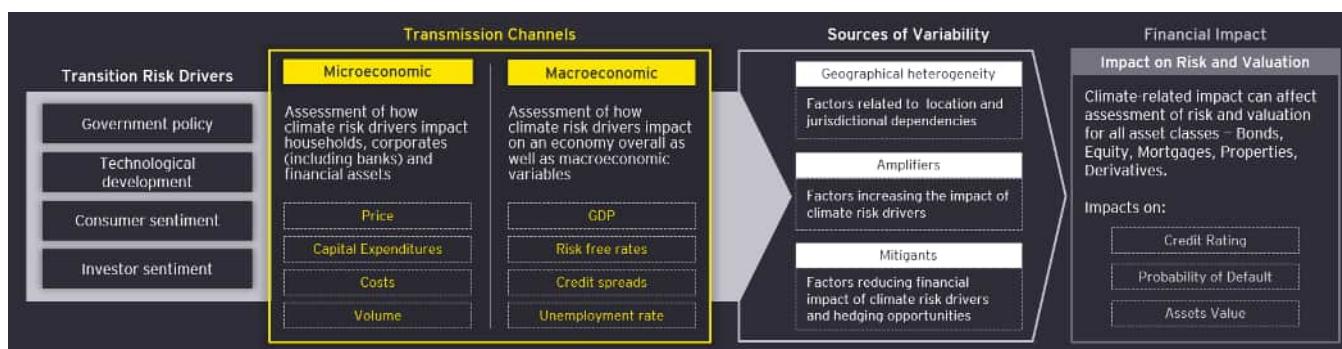 Transition Risk Drivers
Government policy
Technological
development
Consumer sentiment
Investor sentiment
Transmission Channels
Microeconomic
Assessment of how
climate risk drivers impact
households, corporates
(including banks) and
financial assets
Price
Capital Expenditures
Costs
Volume
Macroeconomic
Assessment of how
climate risk drivers impact
on an economy overall as
well as macroeconomic
variables
GDP
Risk free rates
Credit spreads
Unemployment rate
Sources of Variability
Geographical heterogeneity
Factors related to location and
jurisdictional dependencies
Amplifiers
Factors increasing the impact of
climate risk drivers
Mitigants
Factors reducing financial
impact of climate risk drivers
and hedging opportunities
Financial Impact
Impact on Risk and Valuation
Climate-related impact can affect
assessment of risk and valuation
for all asset classes – Bonds,
Equity, Mortgages, Properties,
Derivatives.
Impacts on:
Credit Rating
Probability of Default
Assets Value